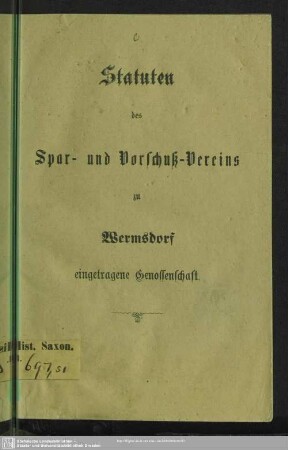 Statuten
des
Spar- und Vorschuß-Vereins
zu
Wermsdorf
eingetragene Genossenschaft.
Hist. Saxon.